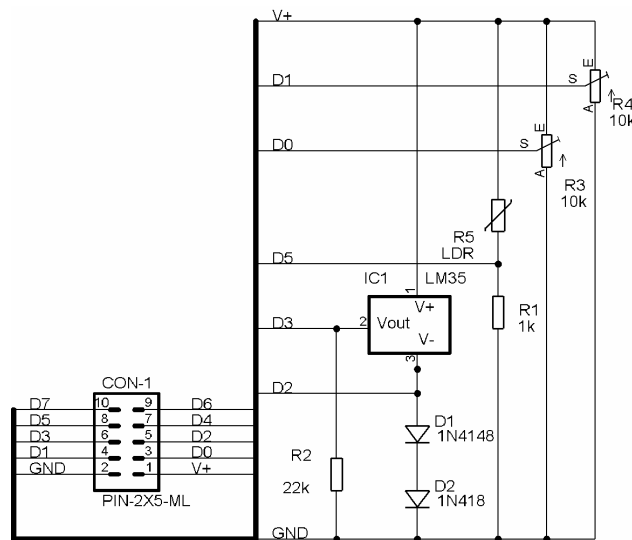 V+
E
D1
S
R4
A
10k
D0
E
S
A
R3
10k
R5
LDR
D5
IC1
LM35
1
V+
R1
1k
D3
2
Vout
V-
3
CON-1
D2
D7
10
9
D6
D5
8
7
D4
D3
6
5
D2
D1
4
3
D0
GND
2
1
V+
PIN-2X5-ML
D1
1N4148
R2
22k
D2
1N418
GND